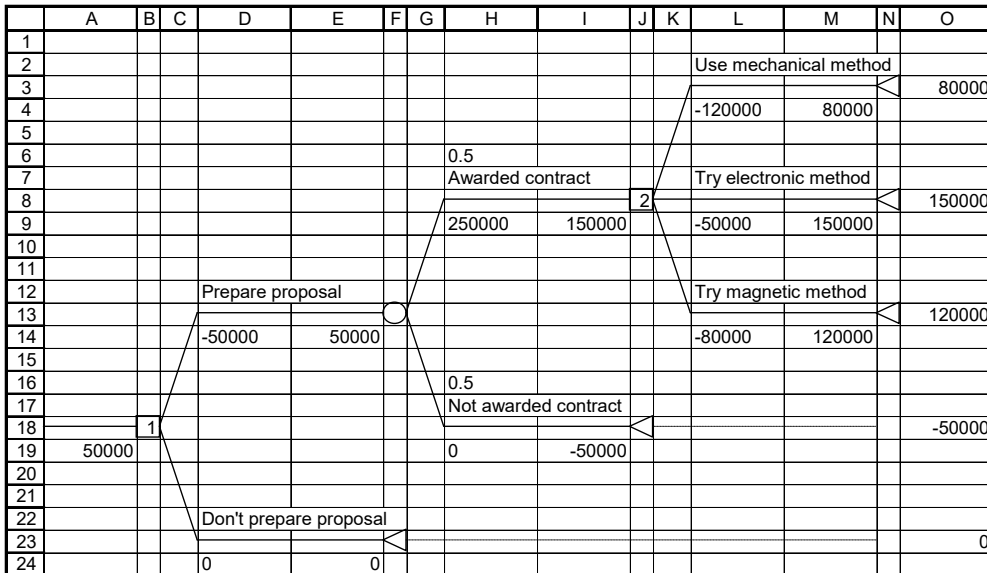 A B C D E F G H I J K L M N O
1
2 Use mechanical method
3 80000
4 -120000 80000
5
6 0.5
7 Awarded contract Try electronic method
8 2 150000
9 250000 150000 -50000 150000
10
11
12 Prepare proposal Try magnetic method
13 120000
14 -50000 50000 -80000 120000
15
16 0.5
17 Not awarded contract
18 1 -50000
19 50000 0 -50000
20
21
22 Don't prepare proposal
23 0
24 0 0